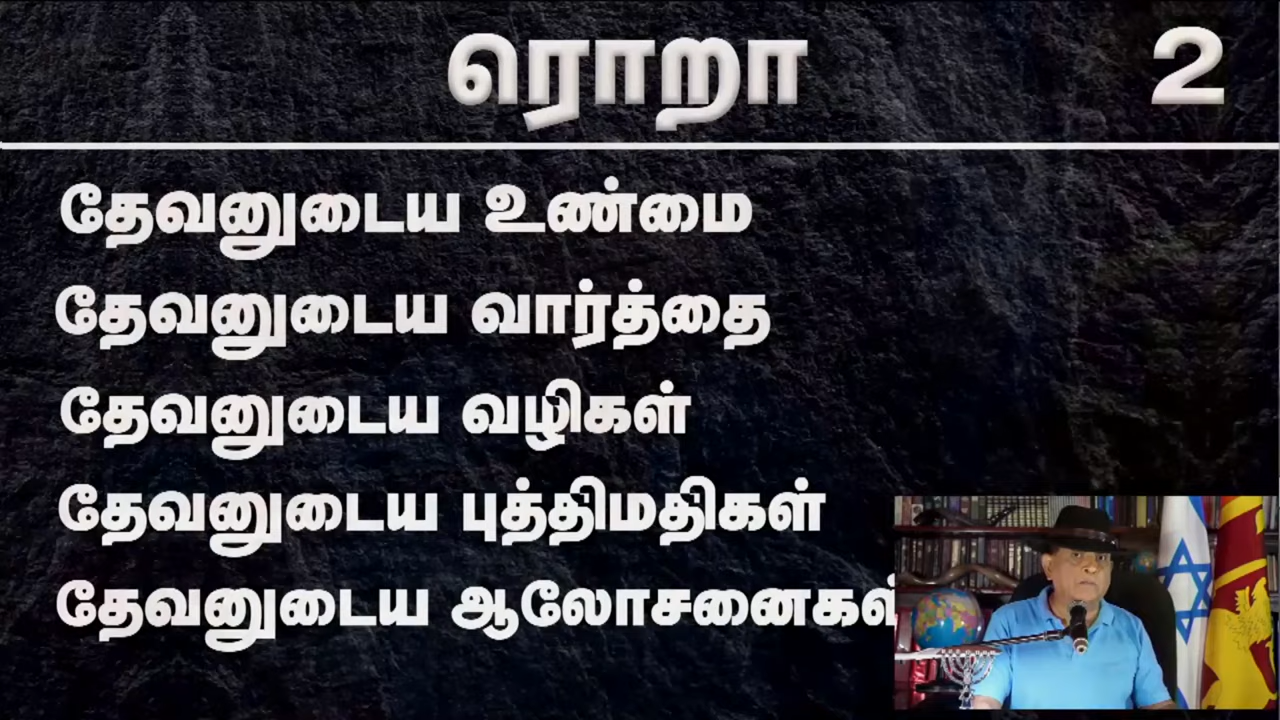 ரொறா
2
தேவனுடைய உண்மை
தேவனுடைய வார்த்தை
தேவனுடைய வழிகள்
தேவனுடைய புத்திமதிகள்
தேவனுடைய ஆலோசனைகள்